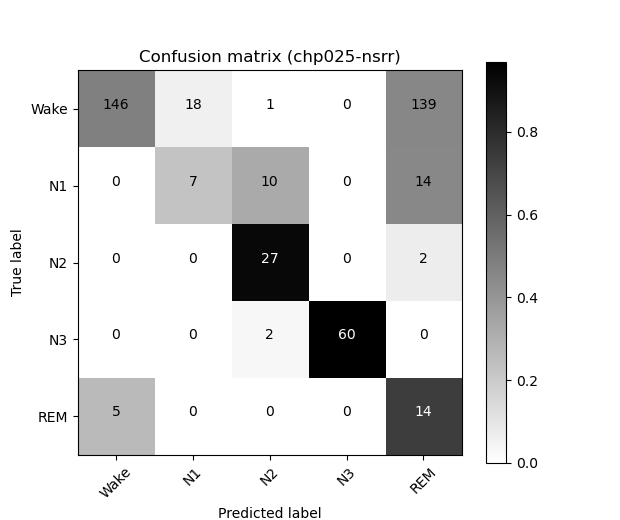 Confusion matrix (chp025-nsrr)
Wake 146 18 1 0 139
N1 0 7 10 0 14
N2 0 0 27 0 2
N3 0 0 2 60 0
REM 5 0 0 0 14
Wake N1 N2 N3 REM
True label
Predicted label
0.8
0.6
0.4
0.2
0.0